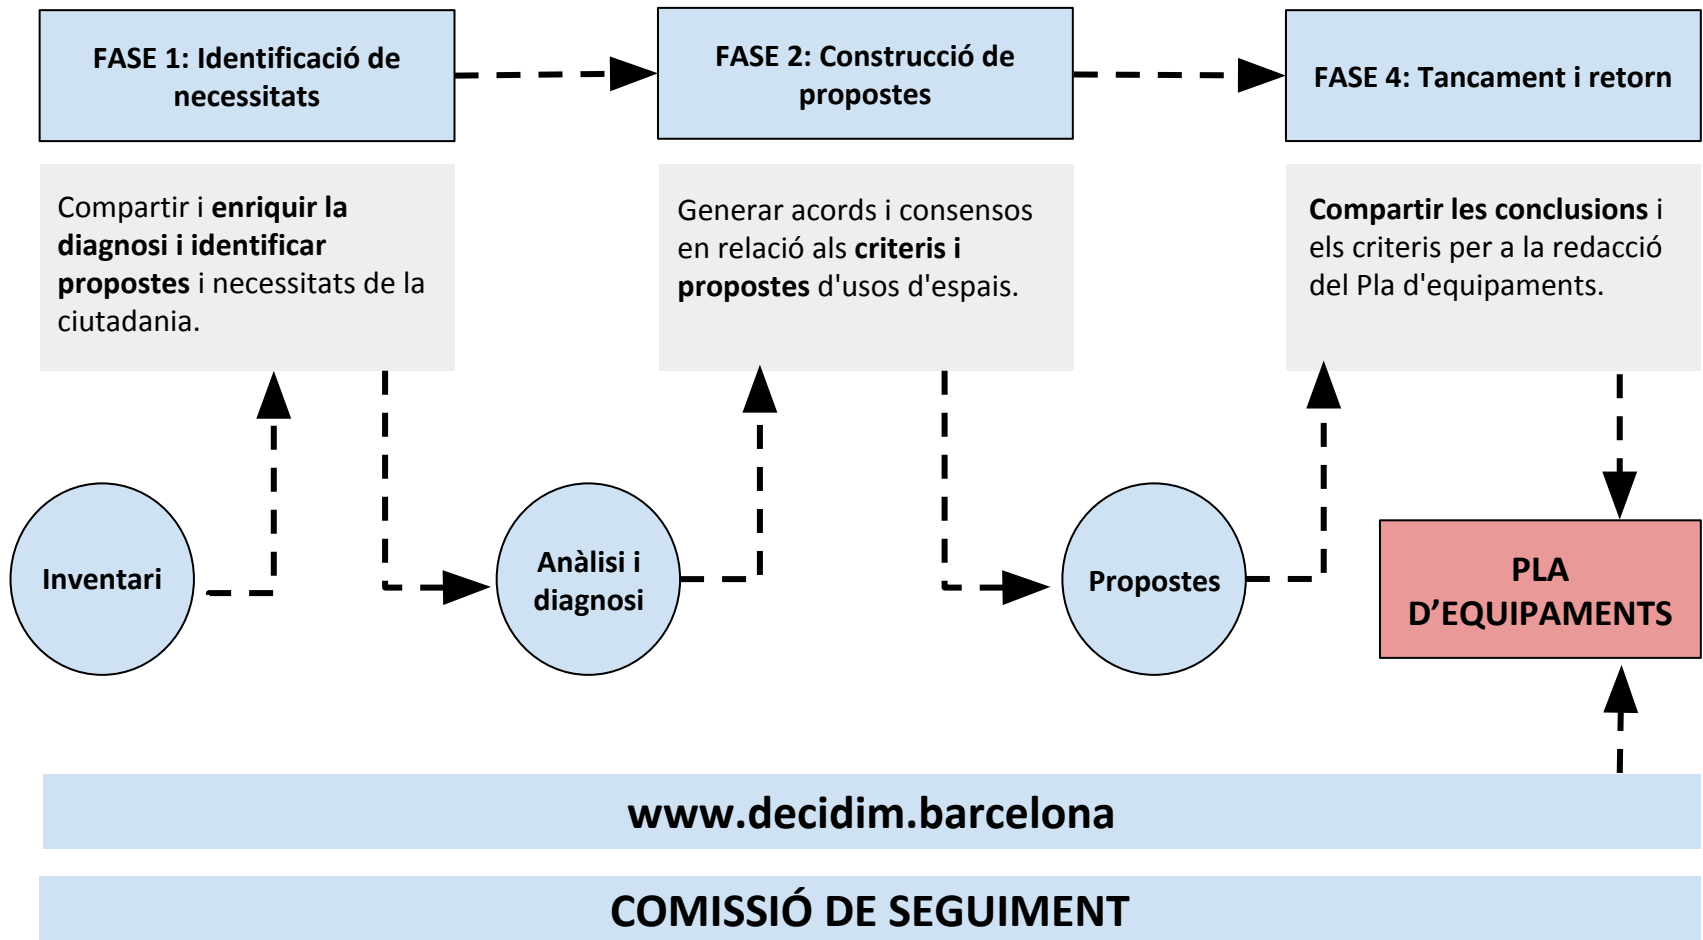 FASE 1: Identificació de
necessitats
FASE 2: Construcció de
propostes
FASE 4: Tancament i retorn
Compartir i enriquir la
diagnosi i identificar
propostes i necessitats de la
ciutadania.
Generar acords i consensos
en relació als criteris i
propostes d'usos d'espais.
Compartir les conclusions i
els criteris per a la redacció
del Pla d'equipaments.
Inventari
Anàlisi i
diagnosi
Propostes
PLA
D’EQUIPAMENTS
www.decidim.barcelona
COMISSIÓ DE SEGUIMENT